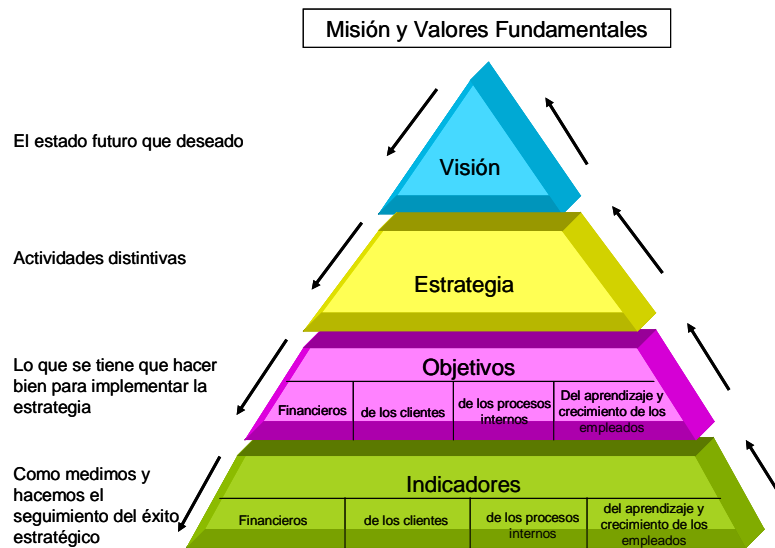 Misión y Valores Fundamentales
El estado futuro que deseado
Visión
Actividades distintivas
Estrategia
Lo que se tiene que hacer
bien para implementar la
estrategia
Objetivos
Financieros
de los clientes
de los procesos
internos
Del aprendizaje y
crecimiento de los
empleados
Como medimos y
hacemos el
seguimiento del éxito
estratégico
Indicadores
Financieros
de los clientes
de los procesos
internos
del aprendizaje y
crecimiento de los
empleados